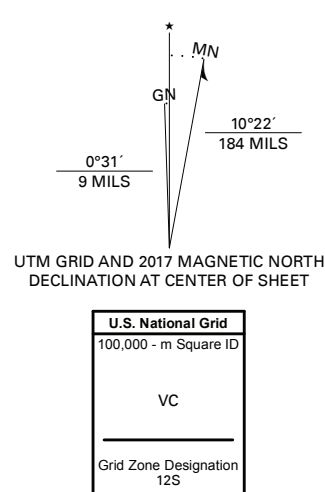 ★
MN
GN
10°22´
184 MILS
0°31´
9 MILS
UTM GRID AND 2017 MAGNETIC NORTH
DECLINATION AT CENTER OF SHEET
U.S. National Grid
100,000 - m Square ID
VC
Grid Zone Designation
12S